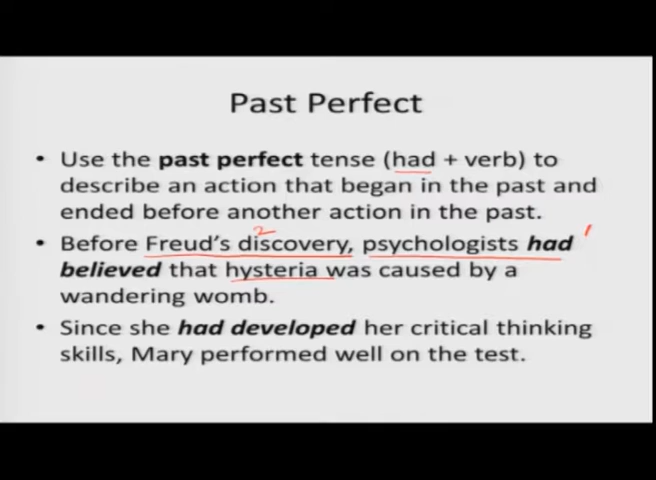 Past Perfect
• Use the past perfect tense (had + verb) to
describe an action that began in the past and
ended before another action in the past.
2
• Before Freud's discovery, psychologists had 1
believed that hysteria was caused by a
wandering womb.
• Since she had developed her critical thinking
skills, Mary performed well on the test.